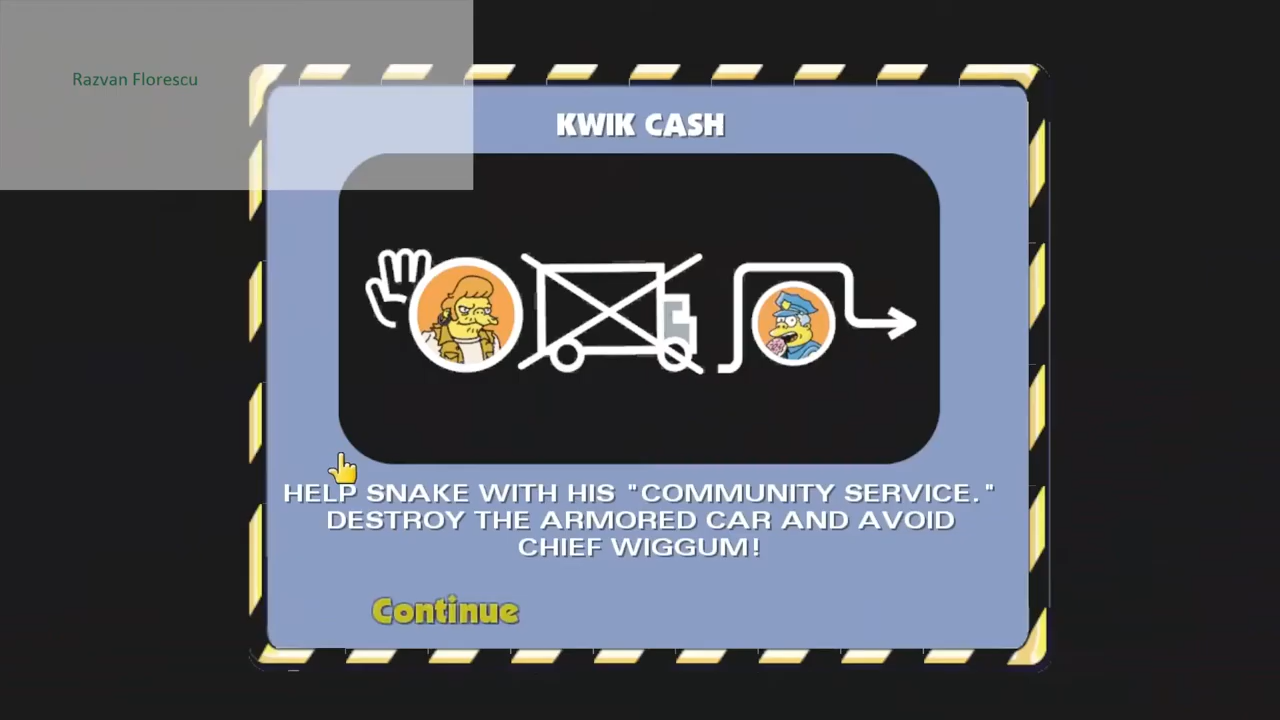 Razvan Florescu
KWIK CASH
HELP SNAKE WITH HIS "COMMUNITY SERVICE."
DESTROY THE ARMORED CAR AND AVOID
CHIEF WIGGUM!
Continue